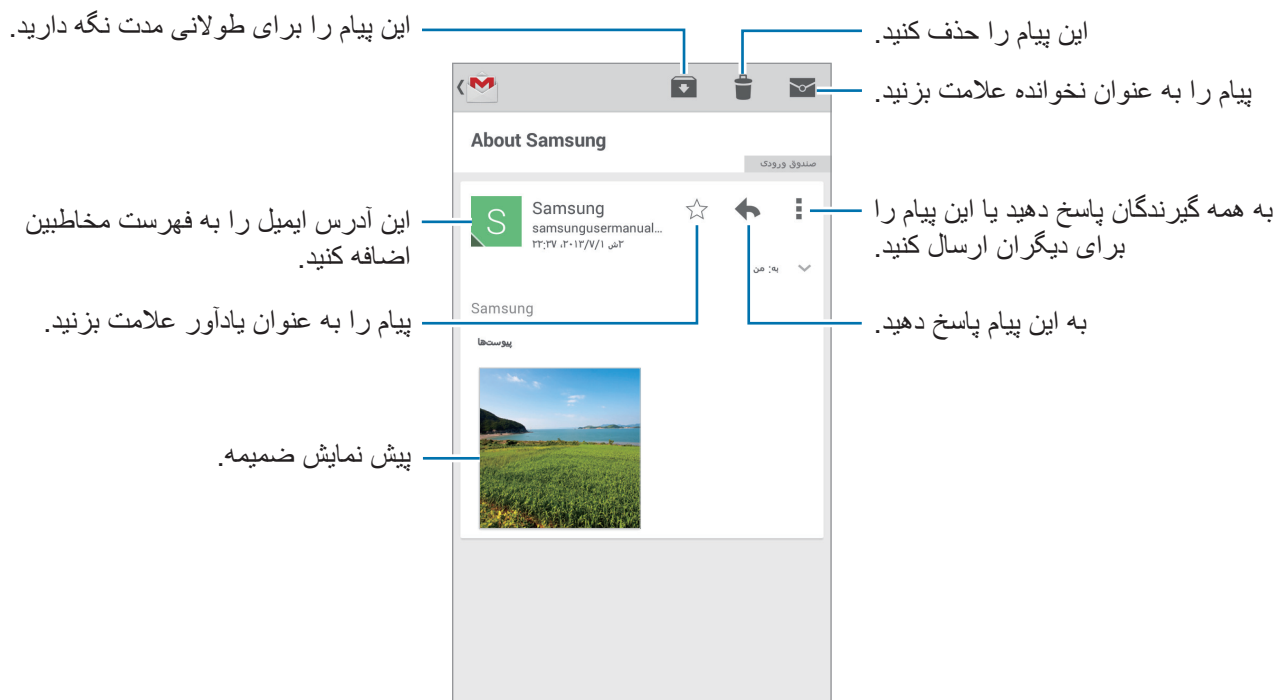 این پیام را حذف کنید.
این پیام را برای طولانی مدت نگه دارید.
پیام را به عنوان نخوانده علامت بزنید.
About Samsung
صندوق ورودی
S
Samsung
samsungusermanual...
۲ش ۲۰۱۳/۷/۱، ۲۲:۳۷
به: من
به همه گیرندگان پاسخ دهید یا این پیام را
برای دیگران ارسال کنید.
این آدرس ایمیل را به فهرست مخاطبین
اضافه کنید.
Samsung
به این پیام پاسخ دهید.
پیام را به عنوان یادآور علامت بزنید.
پیوست‌ها
پیش نمایش ضمیمه.